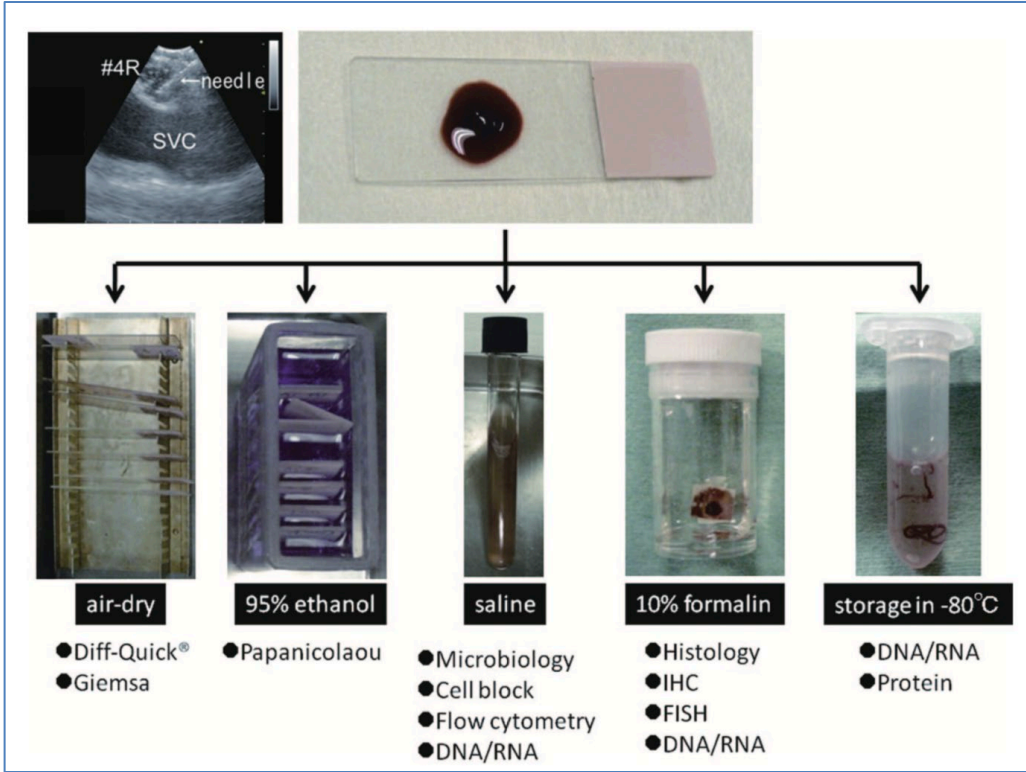 #4R
←needle
SVC
air-dry
95% ethanol
saline
10% formalin
storage in -80℃
●Diff-Quick®
●Giemsa
●Papanicolaou
●Microbiology
●Cell block
●Flow cytometry
●DNA/RNA
●Histology
●IHC
●FISH
●DNA/RNA
●DNA/RNA
●Protein